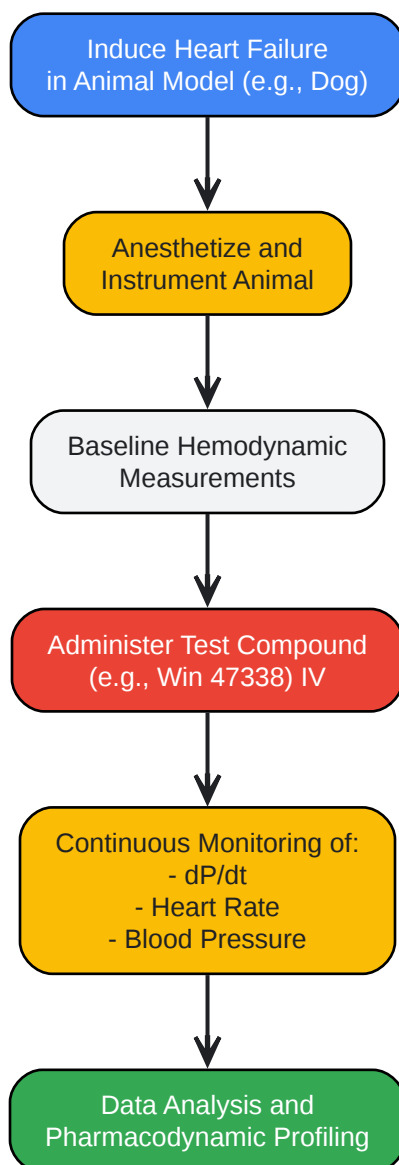 Induce Heart Failure
in Animal Model (e.g., Dog)
Anesthetize and
Instrument Animal
Baseline Hemodynamic
Measurements
Administer Test Compound
(e.g., Win 47338) IV
Continuous Monitoring of:
- dP/dt
- Heart Rate
- Blood Pressure
Data Analysis and
Pharmacodynamic Profiling